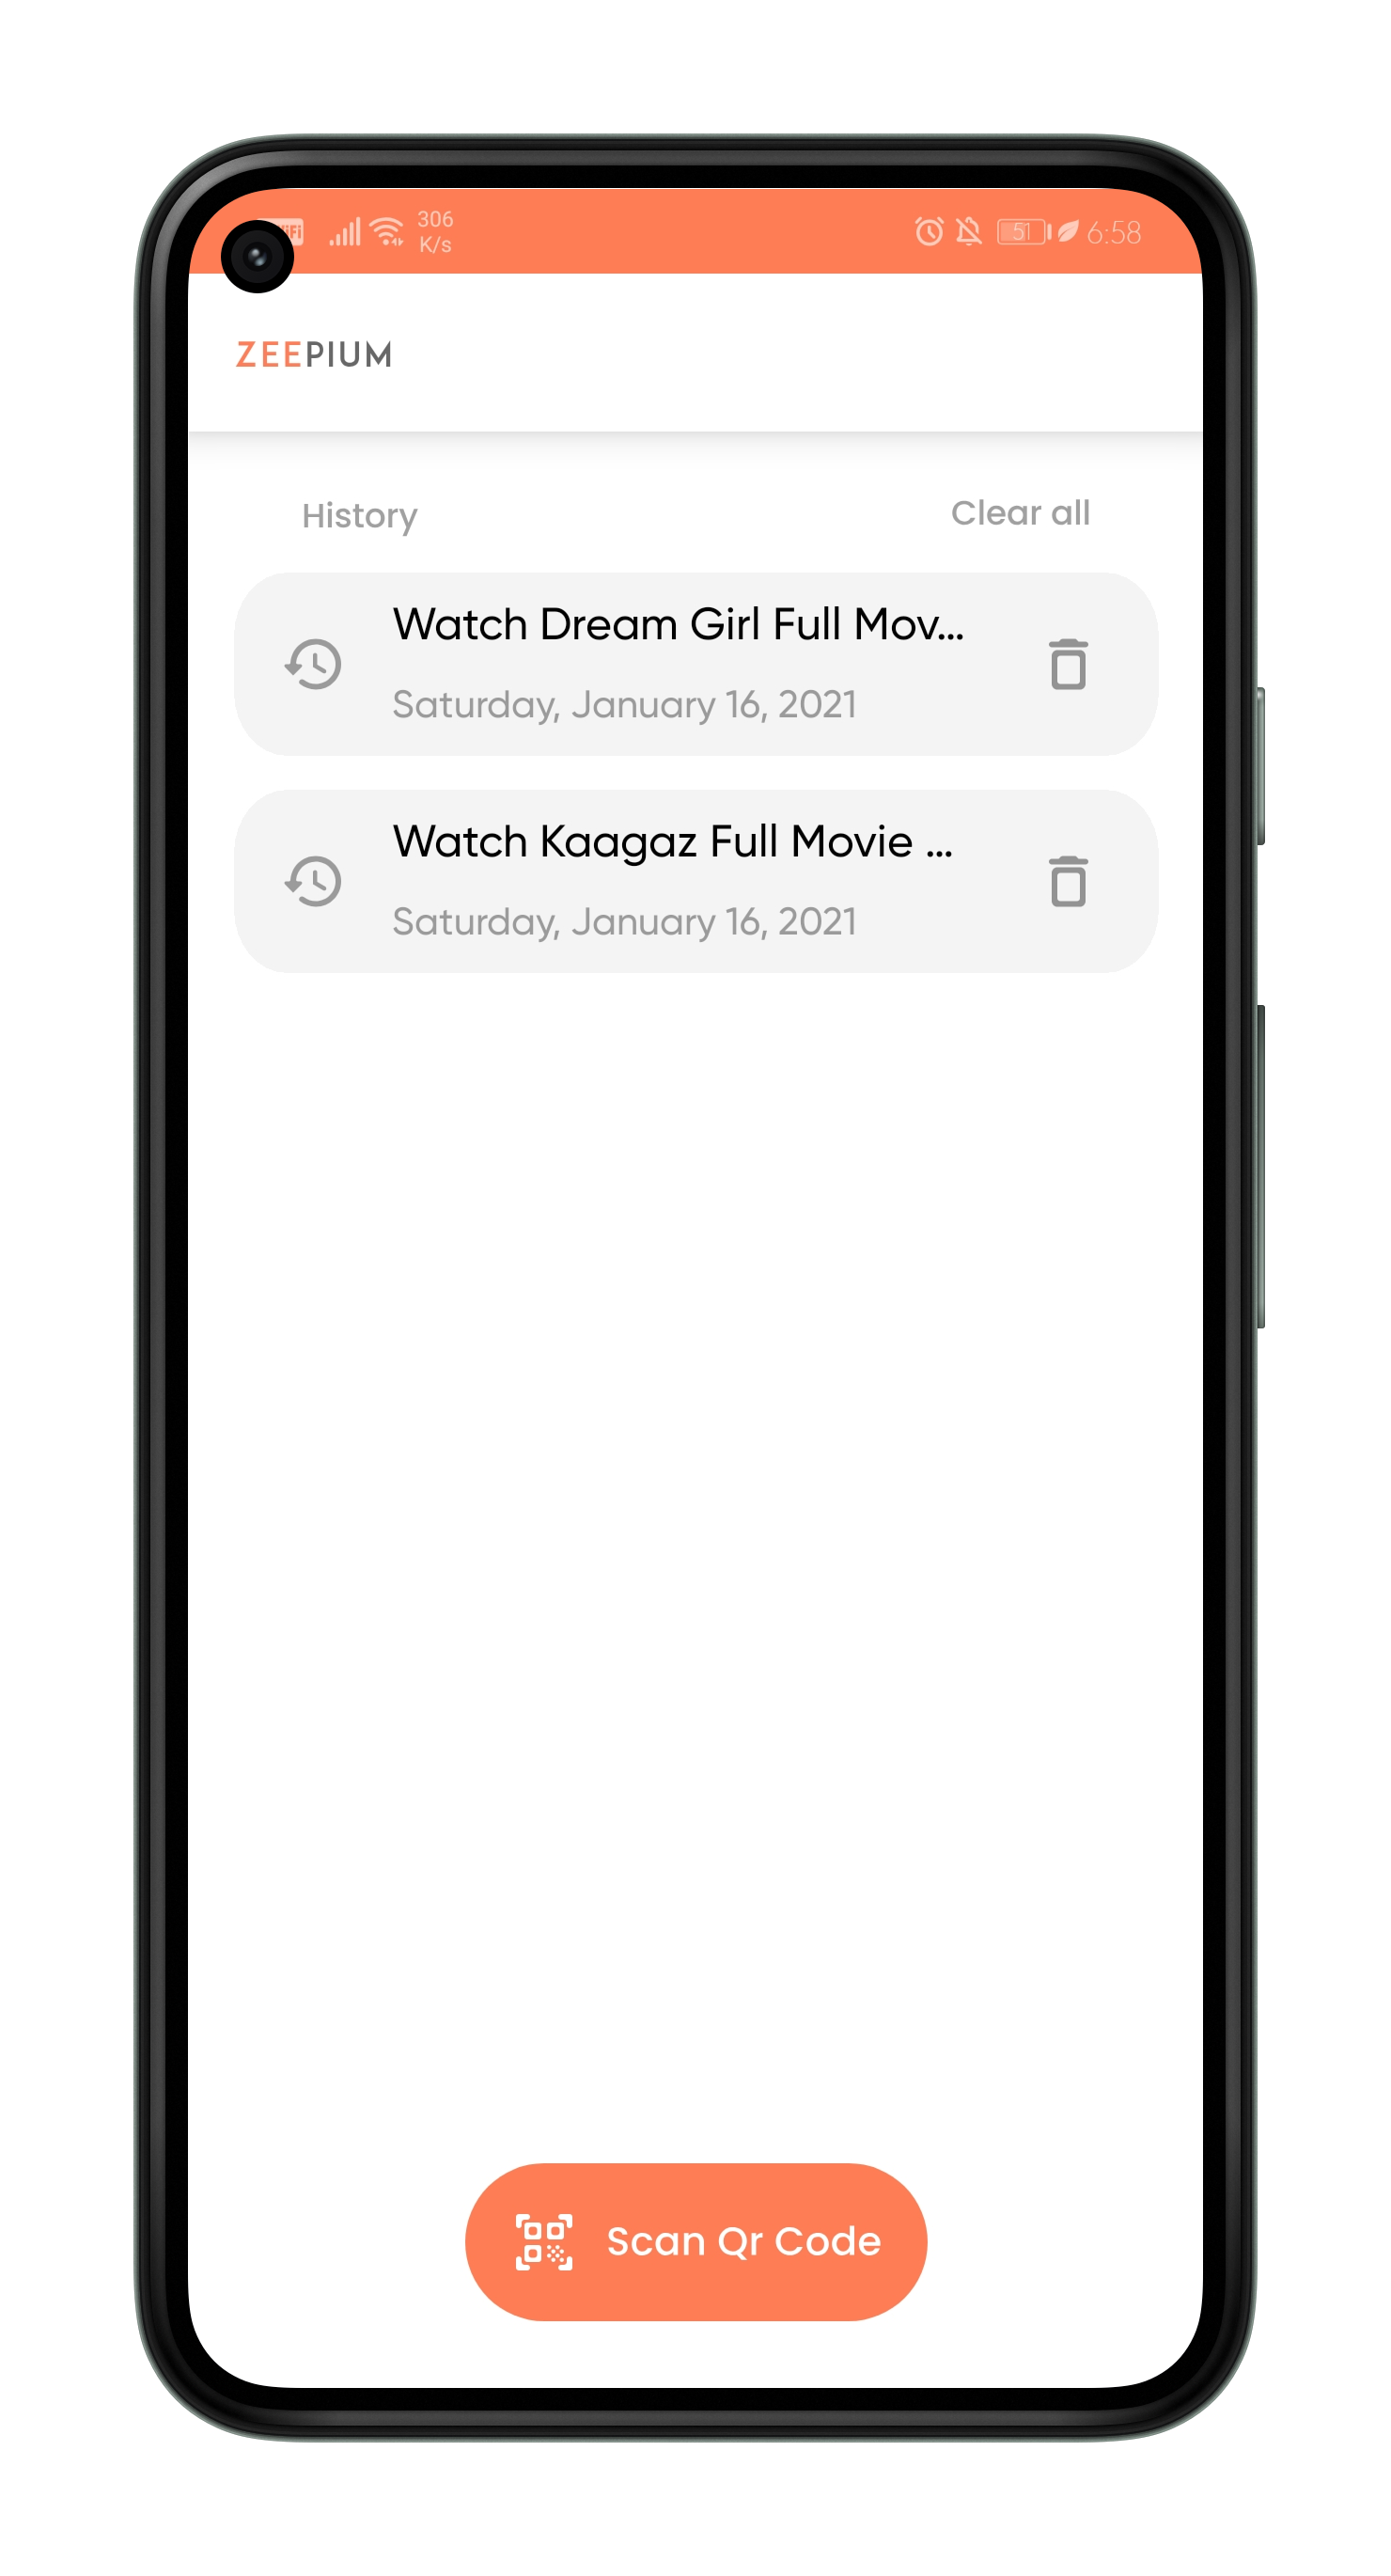 306
K/s
51
6:58
ZEEPIUM
History
Clear all
Watch Dream Girl Full Mov...
Saturday, January 16, 2021
Watch Kaagaz Full Movie ...
Saturday, January 16, 2021
Scan Qr Code